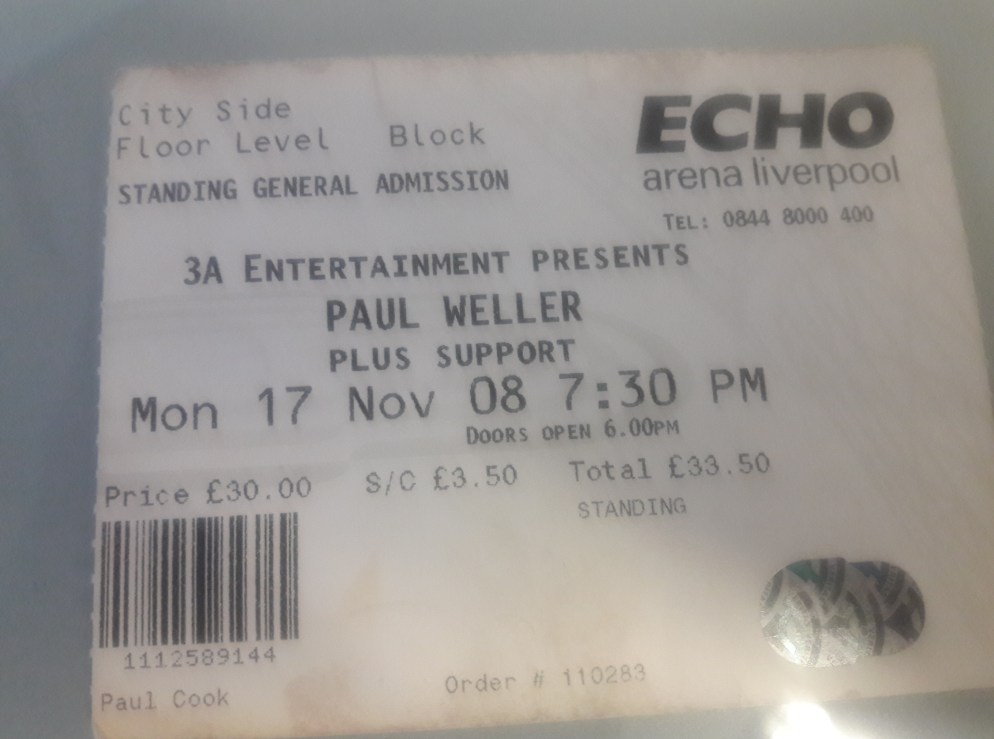 City Side
Floor Level Block
STANDING GENERAL ADMISSION
ECHO
arena liverpool
TEL: 0844 8000 400
3A ENTERTAINMENT PRESENTS
PAUL WELLER
PLUS SUPPORT
Mon 17 Nov 08 7:30 PM
DOORS OPEN 6.00PM
Price £30.00 S/C £3.50 Total £33.50
STANDING
1112589144
Paul Cook
Order # 110283